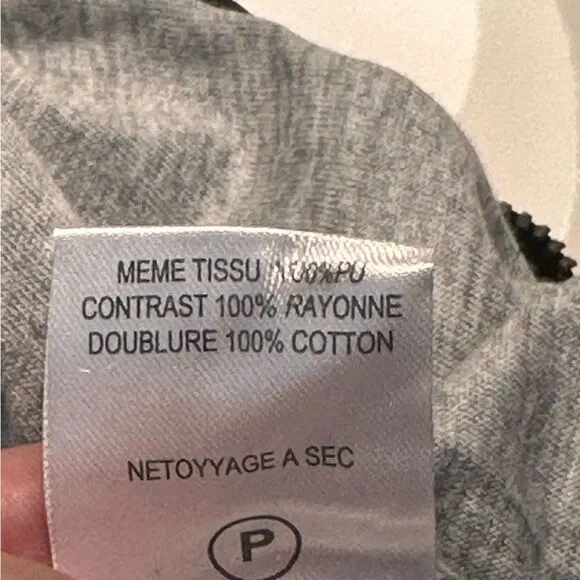 MEME TISSU 100%PU
CONTRAST 100% RAYONNE
DOUBLURE 100% COTTON
NETOYYAGE A SEC
P